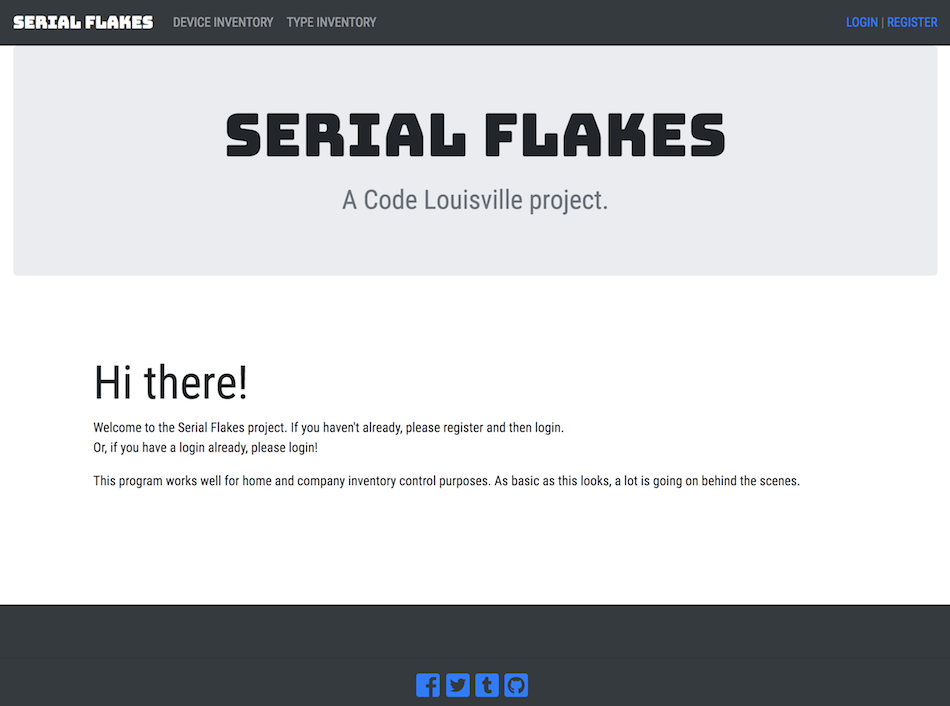 SERIAL FLAKES DEVICE INVENTORY TYPE INVENTORY LOGIN | REGISTER
SERIAL FLAKES
A Code Louisville project.
Hi there!
Welcome to the Serial Flakes project. If you haven't already, please register and then login.
Or, if you have a login already, please login!
This program works well for home and company inventory control purposes. As basic as this looks, a lot is going on behind the scenes.